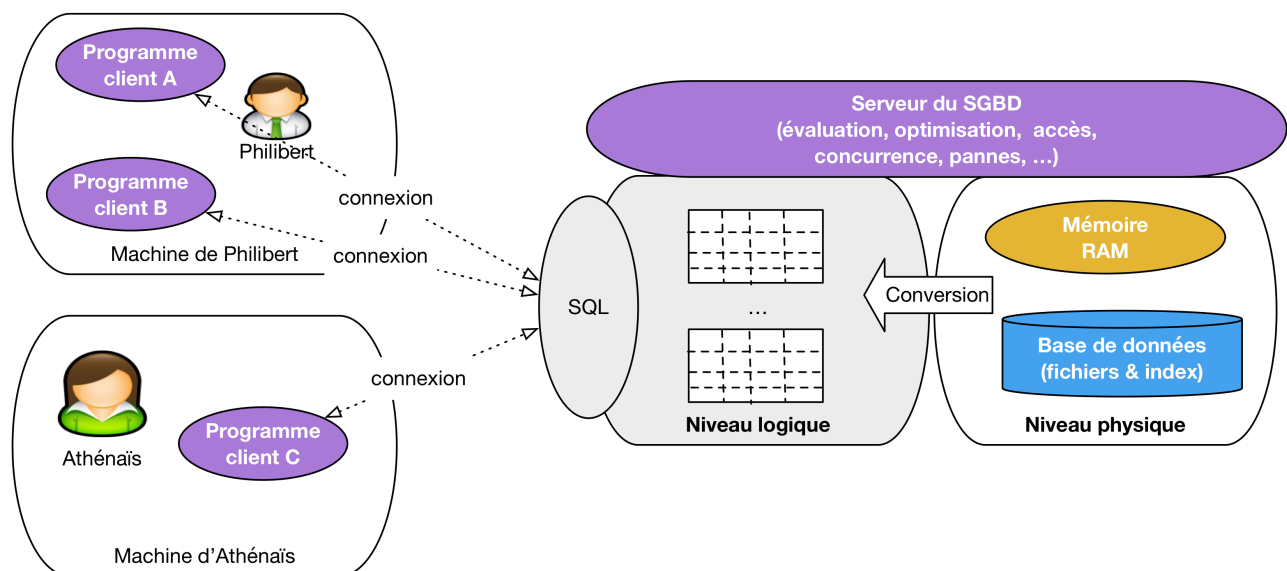 Programme
client A
Philibert
Programme
client B
Machine de Philibert
connexion
connexion
Athénaïs
Programme
client C
Machine d’Athénaïs
connexion
Serveur du SGBD
(évaluation, optimisation, accès,
concurrence, pannes, …)
SQL
…
Niveau logique
Conversion
Mémoire
RAM
Base de données
(fichiers & index)
Niveau physique